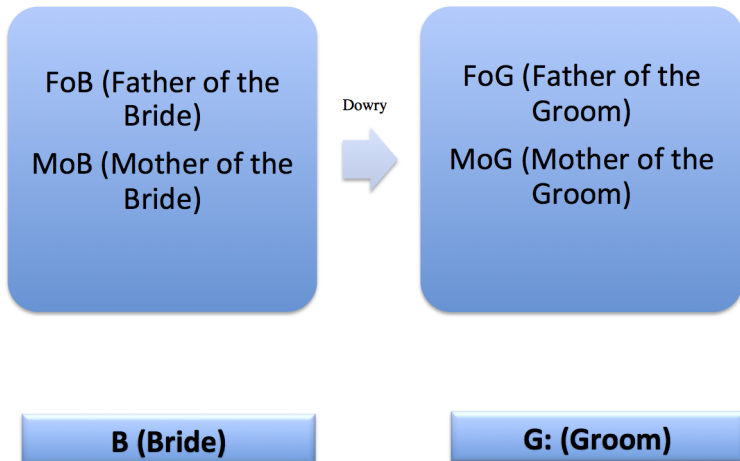 FoB (Father of the
Bride)
MoB (Mother of the
Bride)
Dowry
FoG (Father of the
Groom)
MoG (Mother of the
Groom)
B (Bride)
G: (Groom)